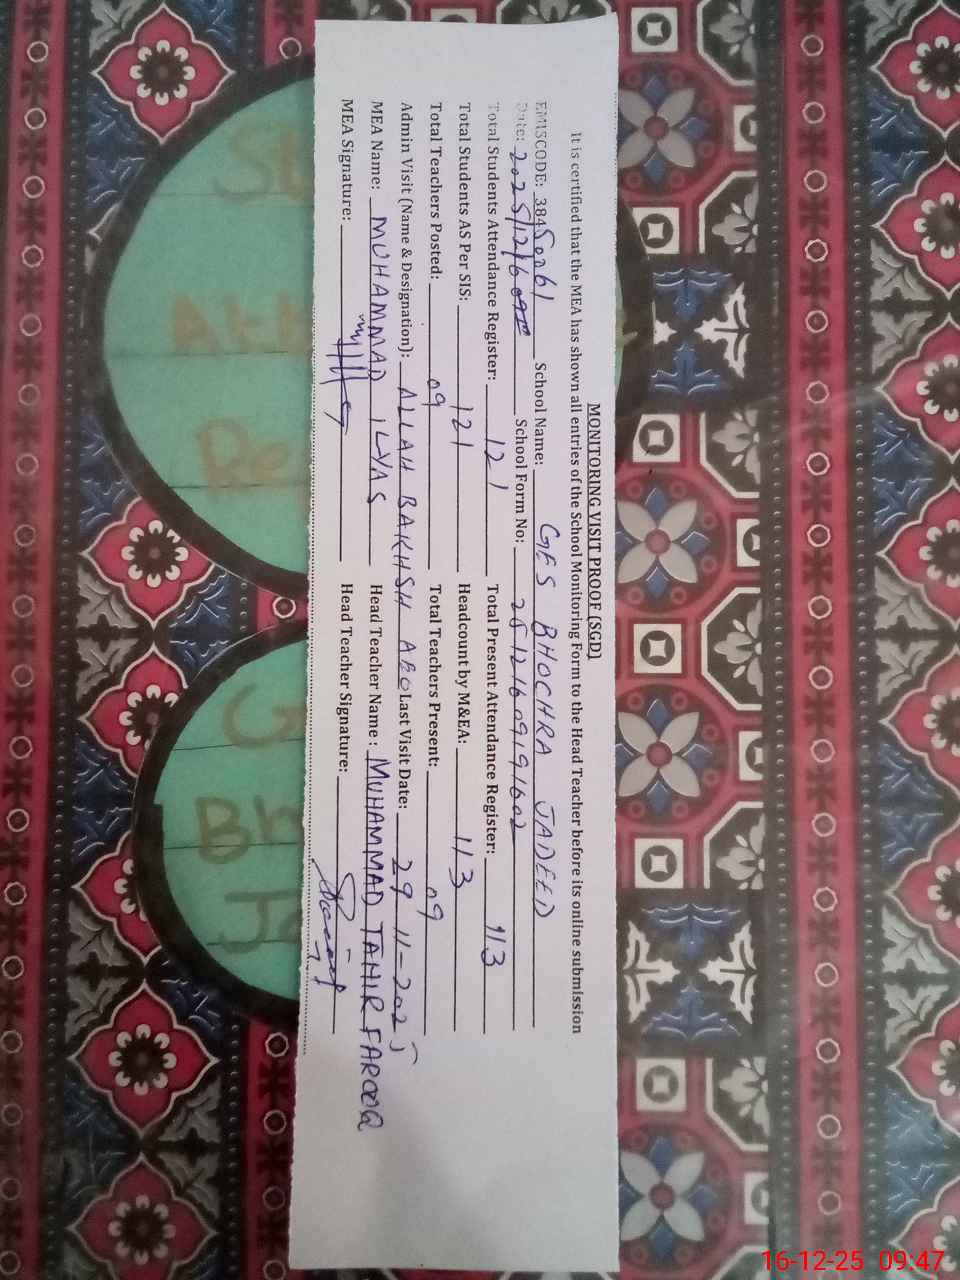 MONITORING VISIT PROOF (SGD)
It is certified that the MEA has shown all entries of the School Monitoring Form to the Head Teacher before its online submission
EMISCODE: 38450261 School Name: GES BHOCHRA JADEED
Date: 2025/12/16 School Form No: 25121609191602
Total Students Attendance Register: 121 Total Present Attendance Register: 113
Total Students AS Per SIS: 121 Headcount by M&EA: 113
Total Teachers Posted: 09 Total Teachers Present: 09
Admin Visit (Name & Designation): ALLAH BAKHSH AEO Last Visit Date: 29-11-2025
MEA Name: MUHAMMAD ILYAS Head Teacher Name: MUHAMMAD TAHIR FAROOQ
MEA Signature: Head Teacher Signature:
16-12-25 09:47